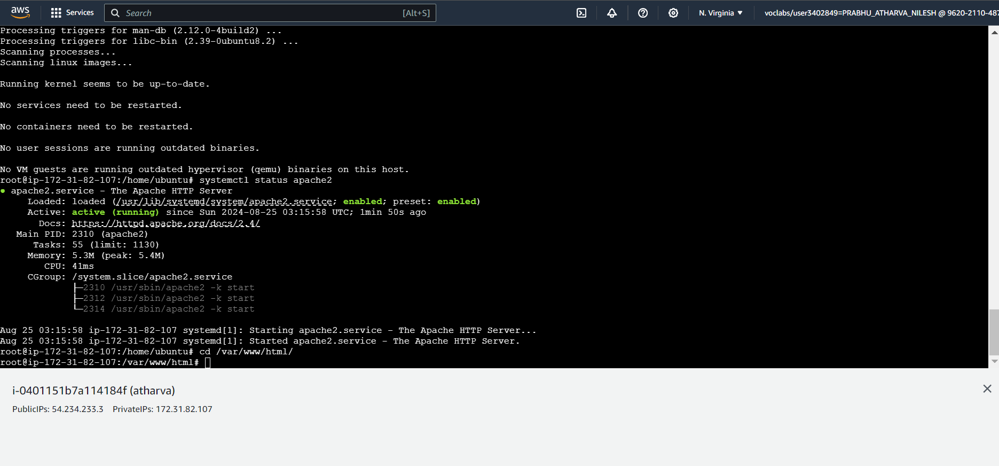 aws Services Search [Alt+S] N. Virginia voclabs/user3402849=PRABHU_ATHARVA_NILESH @ 9620-2110-487
Processing triggers for man-db (2.12.0-4build2) ...
Processing triggers for libc-bin (2.39-0ubuntu8.2) ...
Scanning processes...
Scanning linux images...
Running kernel seems to be up-to-date.
No services need to be restarted.
No containers need to be restarted.
No user sessions are running outdated binaries.
No VM guests are running outdated hypervisor (qemu) binaries on this host.
root@ip-172-31-82-107:/home/ubuntu# systemctl status apache2
● apache2.service - The Apache HTTP Server
Loaded: loaded (/usr/lib/systemd/system/apache2.service; enabled; preset: enabled)
Active: active (running) since Sun 2024-08-25 03:15:58 UTC; 1min 50s ago
Docs: https://httpd.apache.org/docs/2.4/
Main PID: 2310 (apache2)
Tasks: 55 (limit: 1130)
Memory: 5.3M (peak: 5.4M)
CPU: 41ms
CGroup: /system.slice/apache2.service
├─2310 /usr/sbin/apache2 -k start
├─2312 /usr/sbin/apache2 -k start
└─2314 /usr/sbin/apache2 -k start
Aug 25 03:15:58 ip-172-31-82-107 systemd[1]: Starting apache2.service - The Apache HTTP Server...
Aug 25 03:15:58 ip-172-31-82-107 systemd[1]: Started apache2.service - The Apache HTTP Server.
root@ip-172-31-82-107:/home/ubuntu# cd /var/www/html/
root@ip-172-31-82-107:/var/www/html#
i-0401151b7a114184f (atharva)
PublicIPs: 54.234.233.3 PrivateIPs: 172.31.82.107